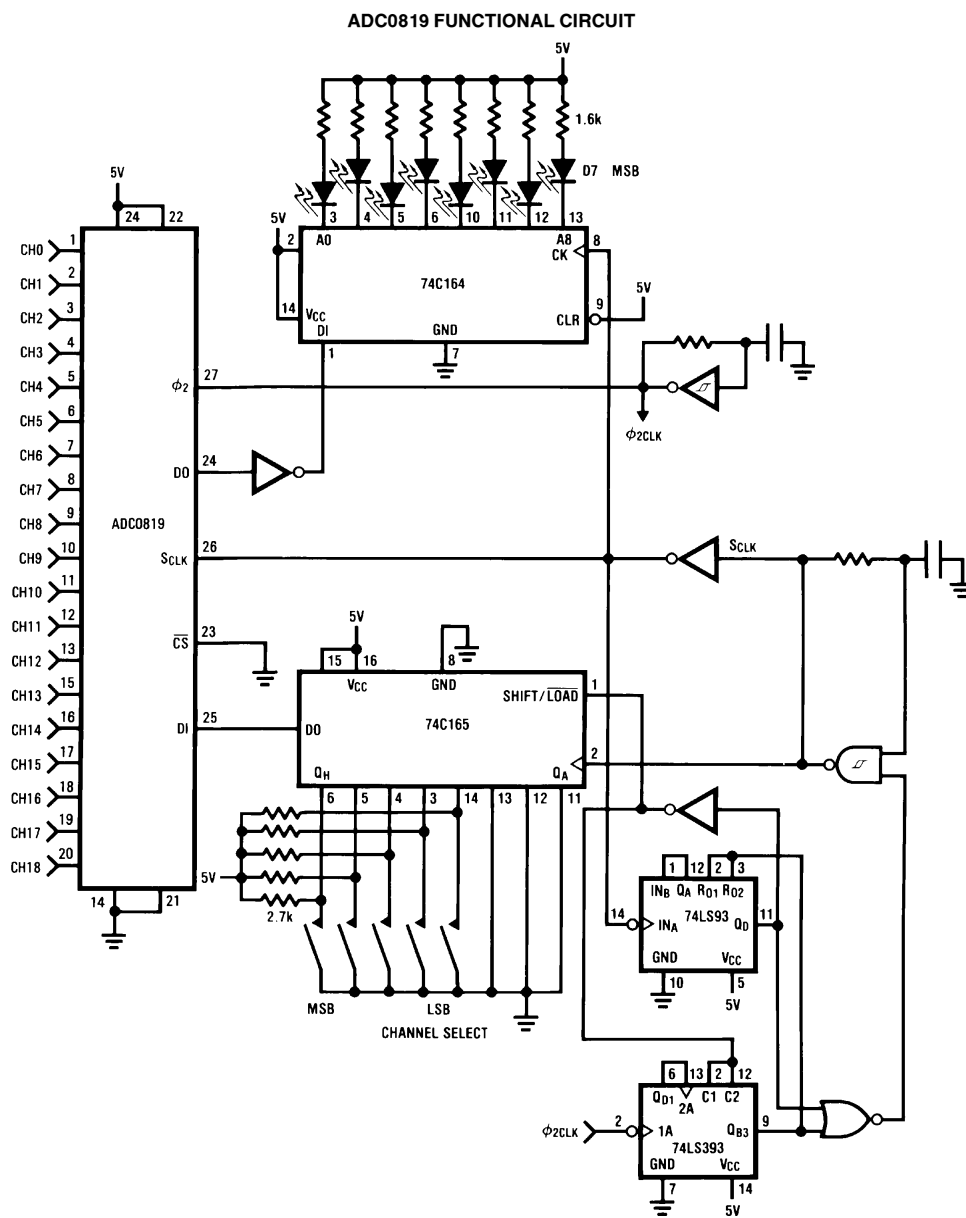 ADC0819 FUNCTIONAL CIRCUIT
5V
1.6k
D7 MSB
5V
24 22
5V
3 4 5 6 10 11 12 13
A0 A8
2 CK 8
74C164
14 VCC CLR 9 5V
DI GND
1 7
CH0 1
CH1 2
CH2 3
CH3 4
CH4 5
CH5 6
CH6 7
CH7 8
CH8 9
CH9 10
CH10 11
CH11 12
CH12 13
CH13 15
CH14 16
CH15 17
CH16 18
CH17 19
CH18 20
ADC0819
ϕ2 27
ϕ2CLK
DO 24
SCLK 26
SCLK
CS 23
DI 25
14 21
5V
15 16 8
VCC GND
SHIFT/LOAD 1
DO 74C165
2
QH QA
6 5 4 3 14 13 12 11
5V
2.7k
MSB LSB
CHANNEL SELECT
1 12 2 3
INB QA R01 R02
74LS93
14 INA QD 11
GND VCC
10 5
5V
6 13 2 12
QD1 2A C1 C2
ϕ2CLK 2 1A QB3 9
74LS393
GND VCC
7 14
5V